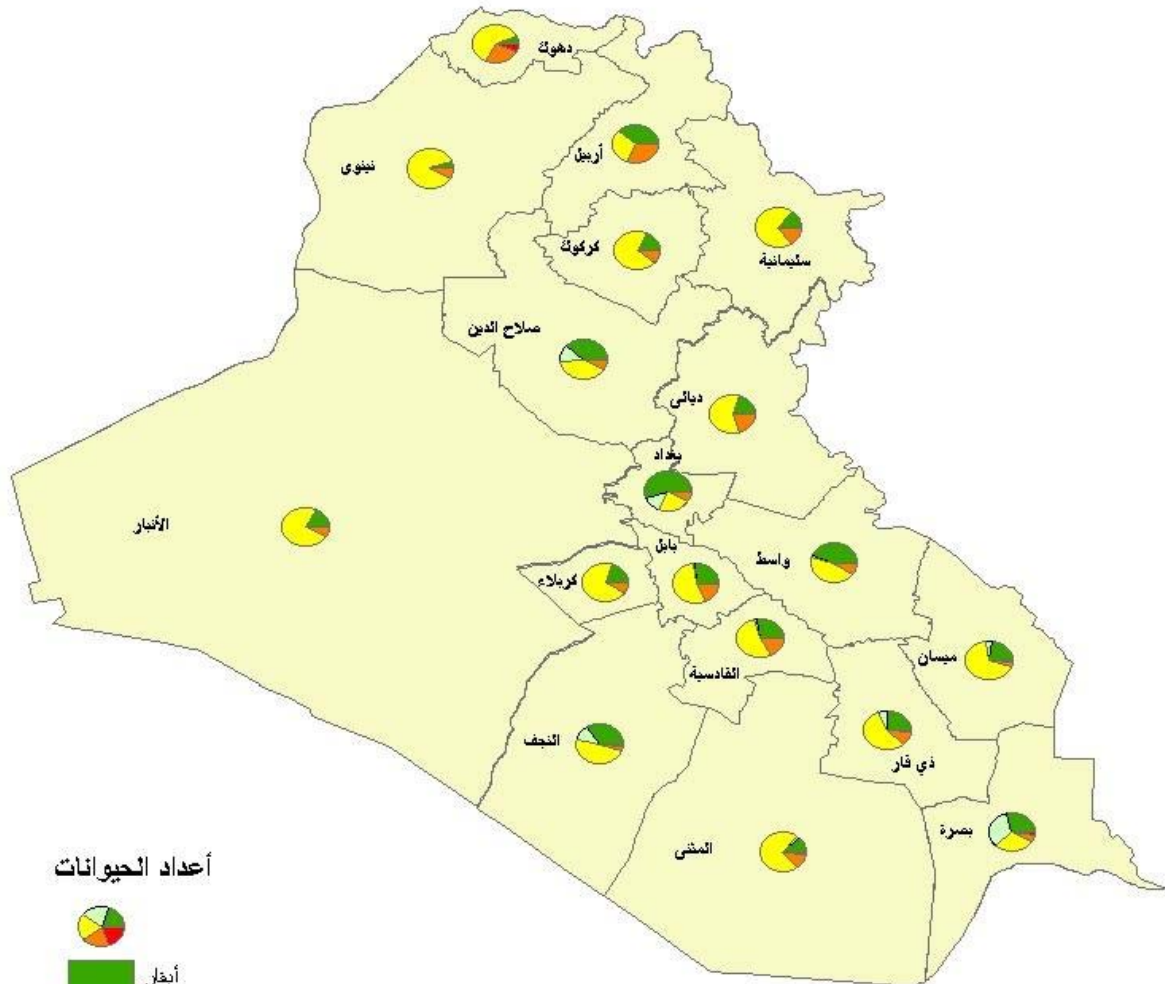 دهوك
أربيل
نينوى
كركوك
سليمانية
صلاح الدين
ديالى
بغداد
الأنبار
بابل
واسط
كربلاء
ميسان
القادسية
النجف
ذي قار
بصرة
المثنى
أعداد الحيوانات
أبقار